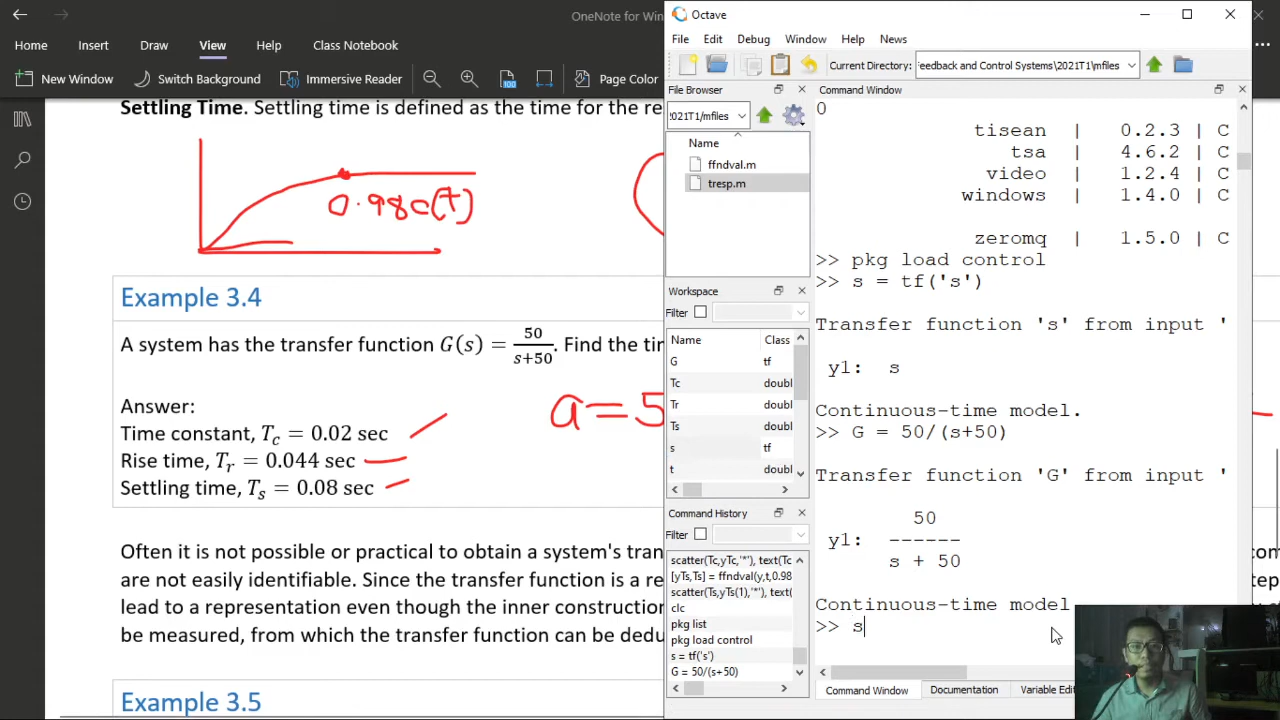 OneNote for Win
Home Insert Draw View Help Class Notebook
New Window Switch Background Immersive Reader 100 Page Color
Settling Time. Settling time is defined as the time for the re
0.98c(t)
Example 3.4
A system has the transfer function G(s) = 50/(s+50). Find the tim
a=5
Answer:
Time constant, Tc = 0.02 sec
Rise time, Tr = 0.044 sec
Settling time, Ts = 0.08 sec
Often it is not possible or practical to obtain a system's tran
are not easily identifiable. Since the transfer function is a re
lead to a representation even though the inner construction
be measured, from which the transfer function can be dedu
Example 3.5
Octave
File Edit Debug Window Help News
Current Directory: Feedback and Control Systems\2021T1\mfiles
File Browser
2021T1/mfiles
Name
ffndval.m
tresp.m
Workspace
Filter
Name Class
G tf
Tc doubl
Tr doubl
Ts doubl
s tf
t doubl
Command History
Filter
scatter(Tc,yTc,'*'), text(Tc
[yTs,Ts] = ffndval(y,t,0.98
scatter(Ts,yTs(1),'*'), text(
clc
pkg list
pkg load control
s = tf('s')
G = 50/(s+50)
Command Window
0
tisean | 0.2.3 | C
tsa | 4.6.2 | C
video | 1.2.4 | C
windows | 1.4.0 | C
zeromq | 1.5.0 | C
>> pkg load control
>> s = tf('s')
Transfer function 's' from input '
y1: s
Continuous-time model.
>> G = 50/(s+50)
Transfer function 'G' from input '
50
y1: ------
s + 50
Continuous-time model
>> s
Command Window Documentation Variable Edi